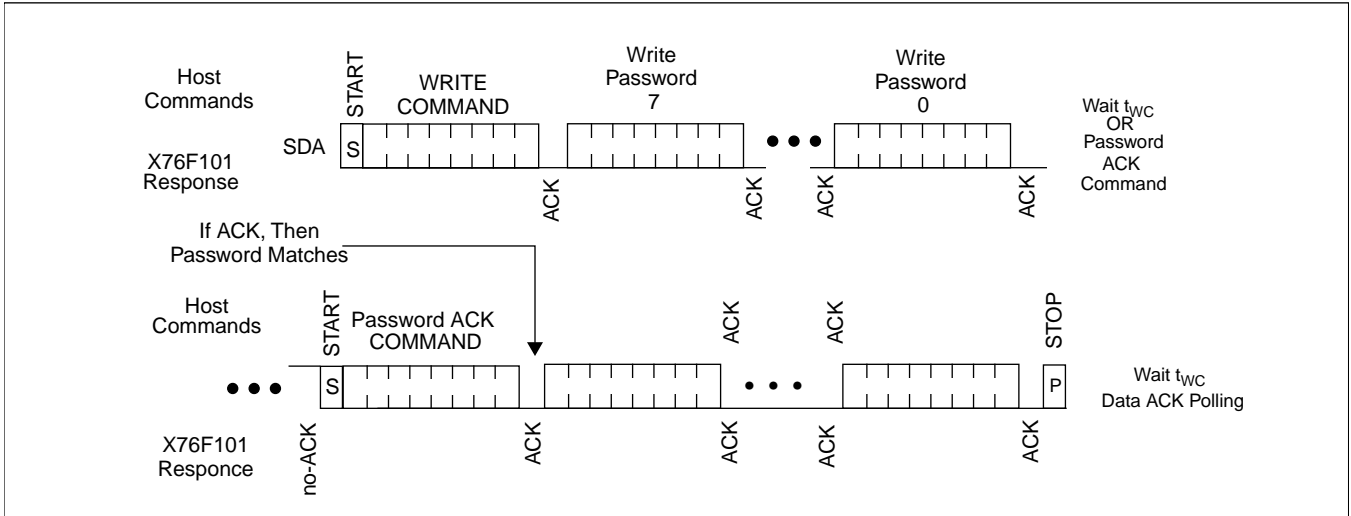 Host
Commands
START
WRITE
COMMAND
Write
Password
7
Write
Password
0
Wait tWC
OR
Password
ACK
Command
SDA
S
X76F101
Response
ACK
ACK
ACK
ACK
If ACK, Then
Password Matches
Host
Commands
START
Password ACK
COMMAND
ACK
ACK
STOP
S
P
Wait tWC
Data ACK Polling
X76F101
Responce
no-ACK
ACK
ACK
ACK
ACK